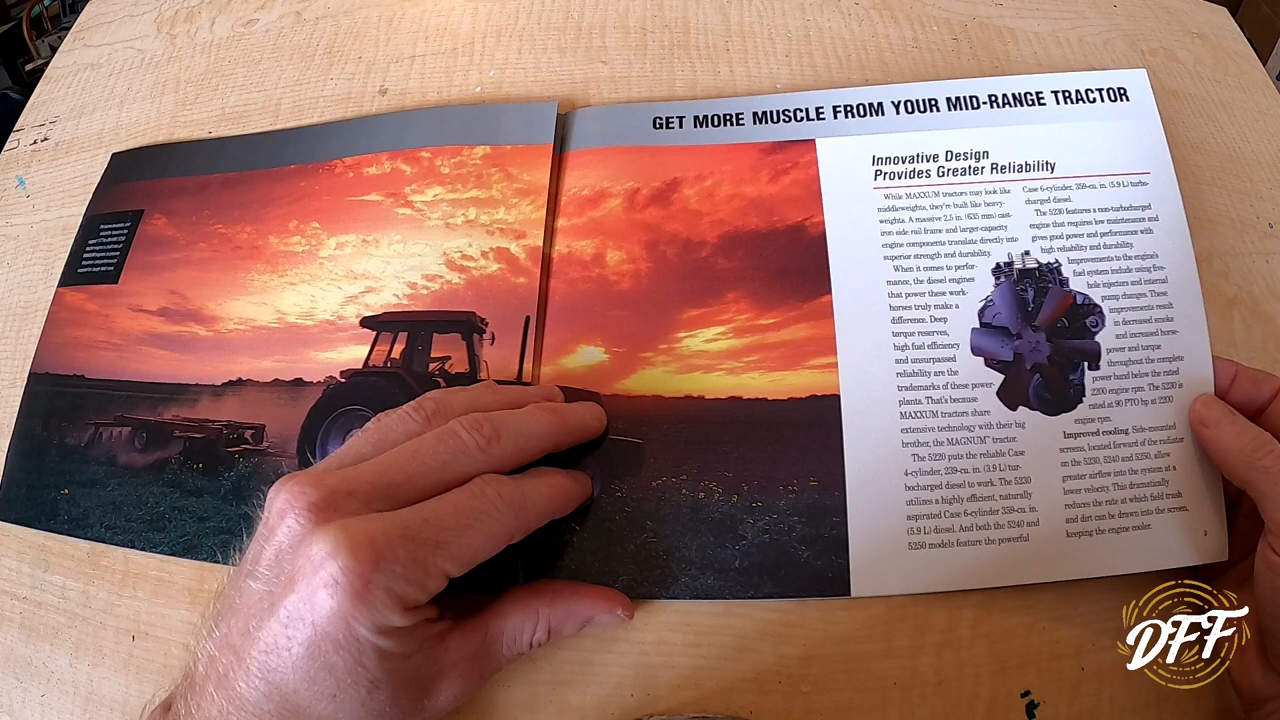 GET MORE MUSCLE FROM YOUR MID-RANGE TRACTOR
Innovative Design
Provides Greater Reliability
While MAXXUM tractors may look like
middleweights, they're built like heavy-
weights. A massive 2.5 in. (635 mm) cast-
iron side rail frame and larger-capacity
engine components translate directly into
superior strength and durability.
When it comes to perfor-
mance, the diesel engines
that power these work-
horses truly make a
difference. Deep
torque reserves,
high fuel efficiency
and unsurpassed
reliability are the
trademarks of these power-
plants. That's because
MAXXUM tractors share
extensive technology with their big
brother, the MAGNUM™ tractor.
The 5220 puts the reliable Case
4-cylinder, 239-cu. in. (3.9 L) tur-
bocharged diesel to work. The 5230
utilizes a highly efficient, naturally
aspirated Case 6-cylinder 359-cu. in.
(5.9 L) diesel. And both the 5240 and
5250 models feature the powerful
Case 6-cylinder, 359-cu. in. (5.9 L) turbo-
charged diesel.
The 5230 features a non-turbocharged
engine that requires low maintenance and
gives good power and performance with
high reliability and durability.
Improvements to the engine's
fuel system include using five-
hole injectors and internal
pump changes. These
improvements result
in decreased smoke
and increased horse-
power and torque
throughout the complete
power band below the rated
2200 engine rpm. The 5230 is
rated at 90 PTO hp at 2200
engine rpm.
Improved cooling. Side-mounted
screens, located forward of the radiator
on the 5230, 5240 and 5250, allow
greater airflow into the system at a
lower velocity. This dramatically
reduces the rate at which field trash
and dirt can be drawn into the screen,
keeping the engine cooler.
DFF